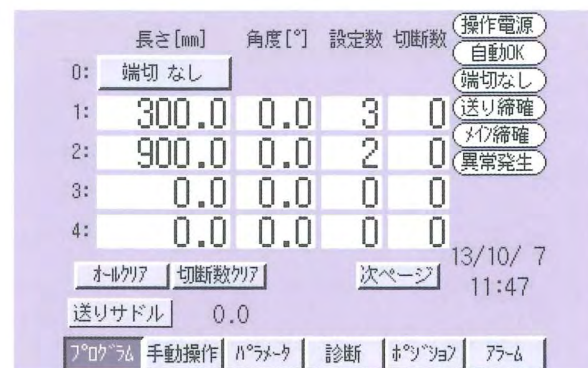 長さ[mm] 角度[°] 設定数 切断数
0: 端切 なし
1: 300.0 0.0 3 0
2: 900.0 0.0 2 0
3: 0.0 0.0 0 0
4: 0.0 0.0 0 0
操作電源
自動OK
端切なし
送り締確
ﾒｲﾝ締確
異常発生
ｵｰﾙｸﾘｱ 切断数ｸﾘｱ 次ページ
13/10/ 7
11:47
送りサドル 0.0
ﾌﾟﾛｸﾞﾗﾑ 手動操作 ﾊﾟﾗﾒｰﾀ 診断 ﾎﾟｼﾞｼｮﾝ ｱﾗｰﾑ